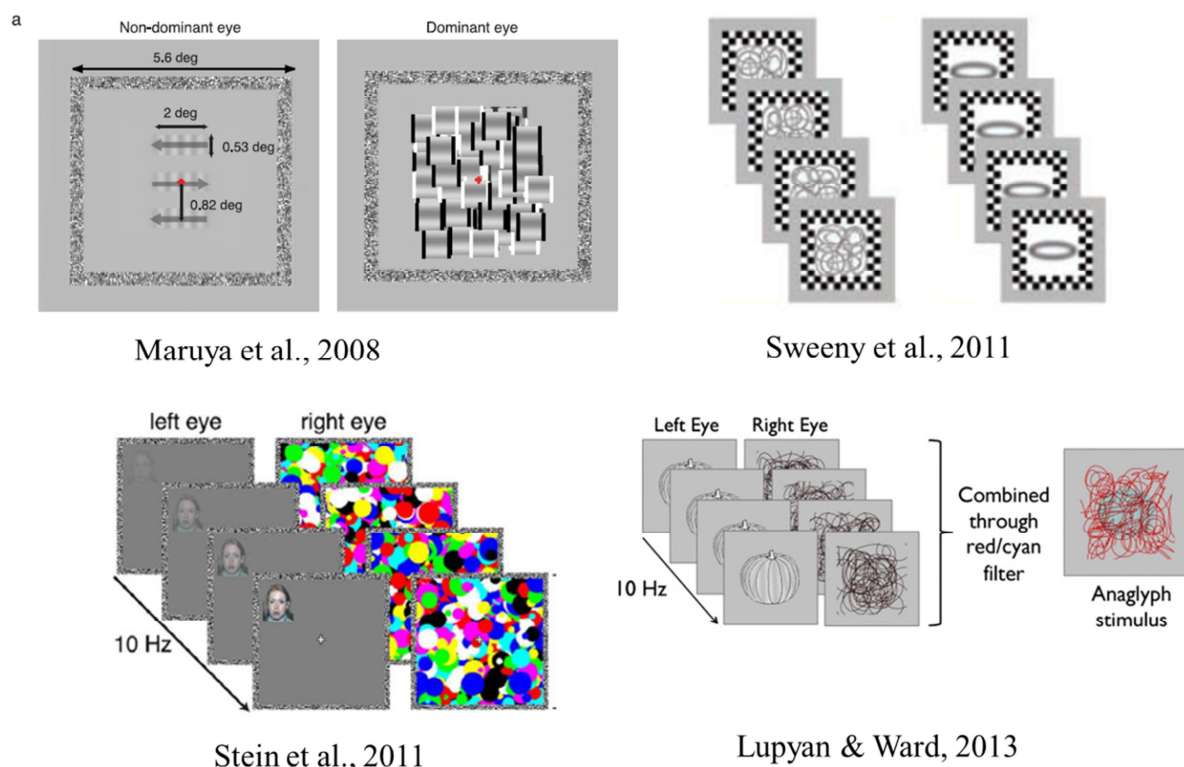 a
Non-dominant eye
Dominant eye
5.6 deg
2 deg
0.53 deg
0.82 deg
Maruya et al., 2008
Sweeny et al., 2011
left eye
right eye
10 Hz
Stein et al., 2011
Left Eye
Right Eye
10 Hz
Combined
through
red/cyan
filter
Anaglyph
stimulus
Lupyan & Ward, 2013